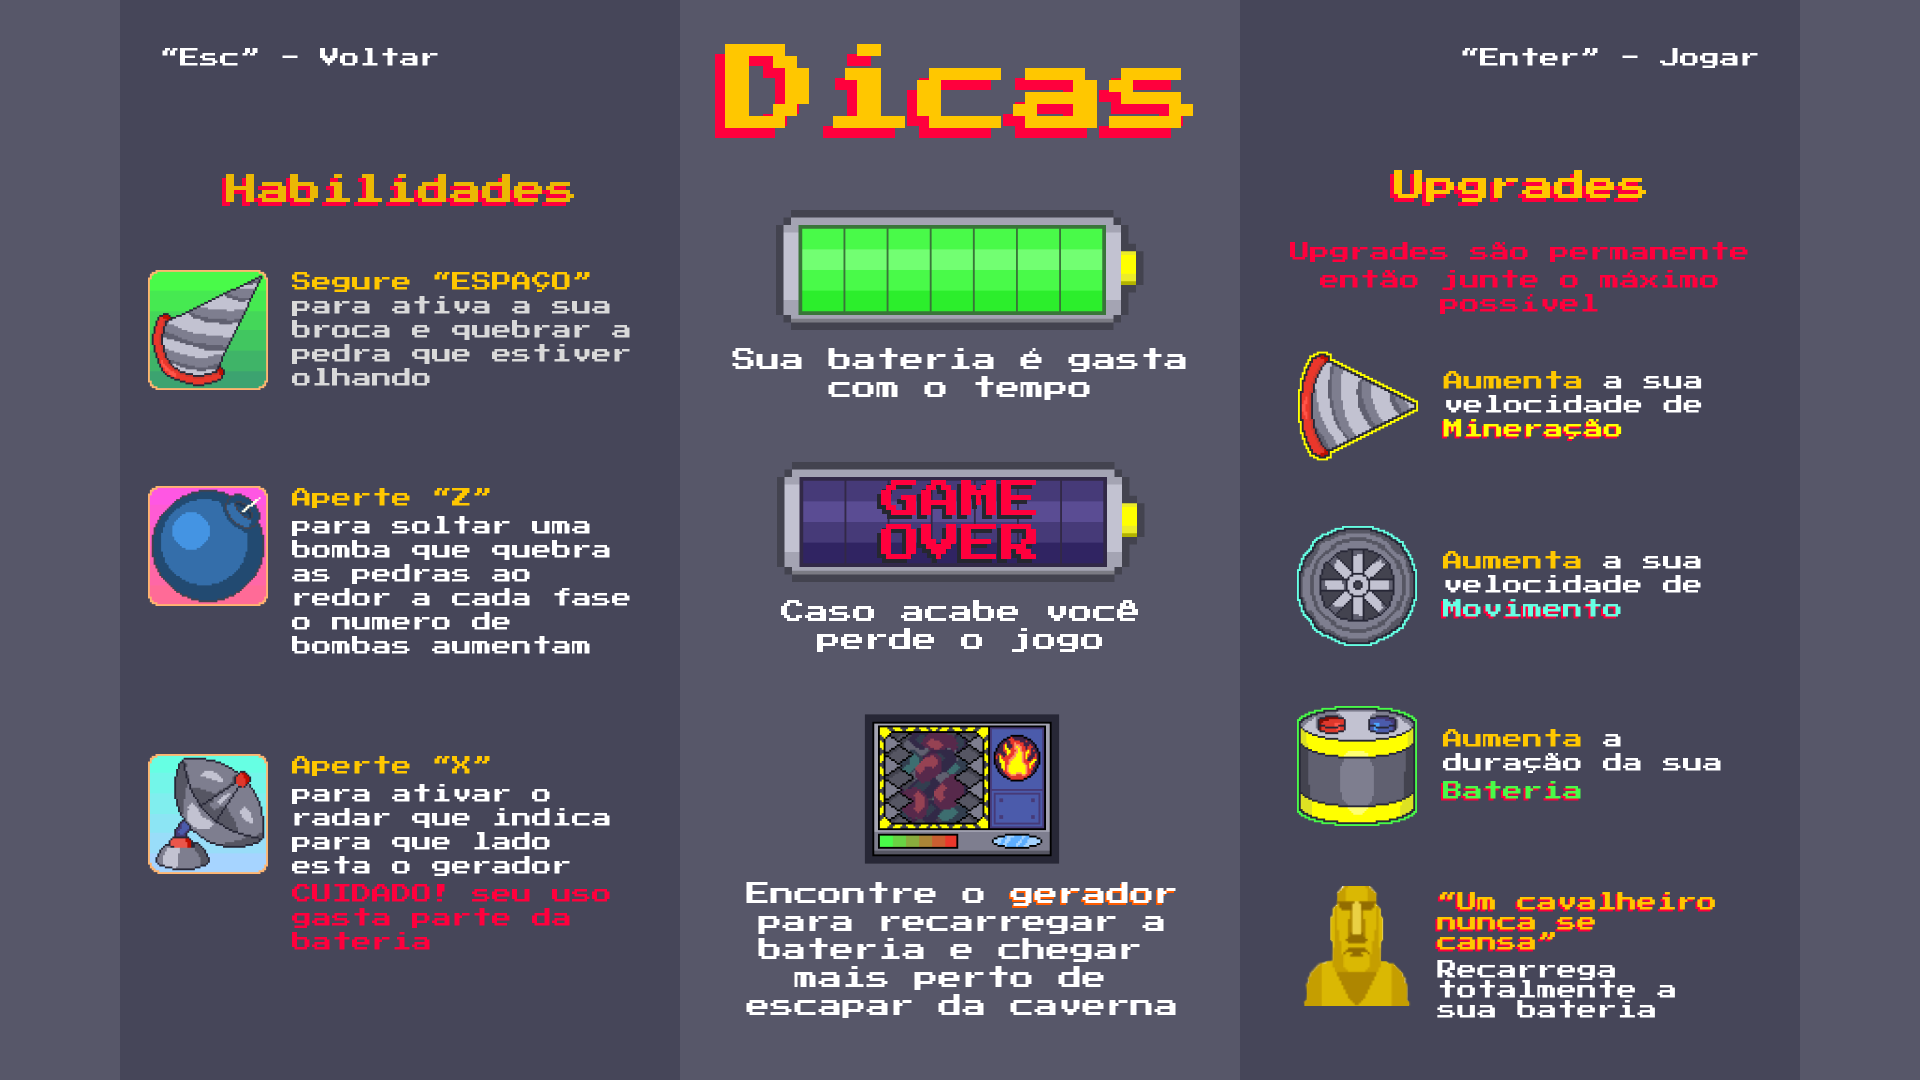 “Esc” - Voltar
Dicas
“Enter” - Jogar
Habilidades
Segure “ESPAÇO”
para ativa a sua
broca e quebrar a
pedra que estiver
olhando
Aperte “Z”
para soltar uma
bomba que quebra
as pedras ao
redor a cada fase
o numero de
bombas aumentam
Aperte “X”
para ativar o
radar que indica
para que lado
esta o gerador
CUIDADO! seu uso
gasta parte da
bateria
Sua bateria é gasta
com o tempo
GAME
OVER
Caso acabe você
perde o jogo
Encontre o gerador
para recarregar a
bateria e chegar
mais perto de
escapar da caverna
Upgrades
Upgrades são permanente
então junte o máximo
possível
Aumenta a sua
velocidade de
Mineração
Aumenta a sua
velocidade de
Movimento
Aumenta a
duração da sua
Bateria
“Um cavalheiro
nunca se
cansa”
Recarrega
totalmente a
sua bateria